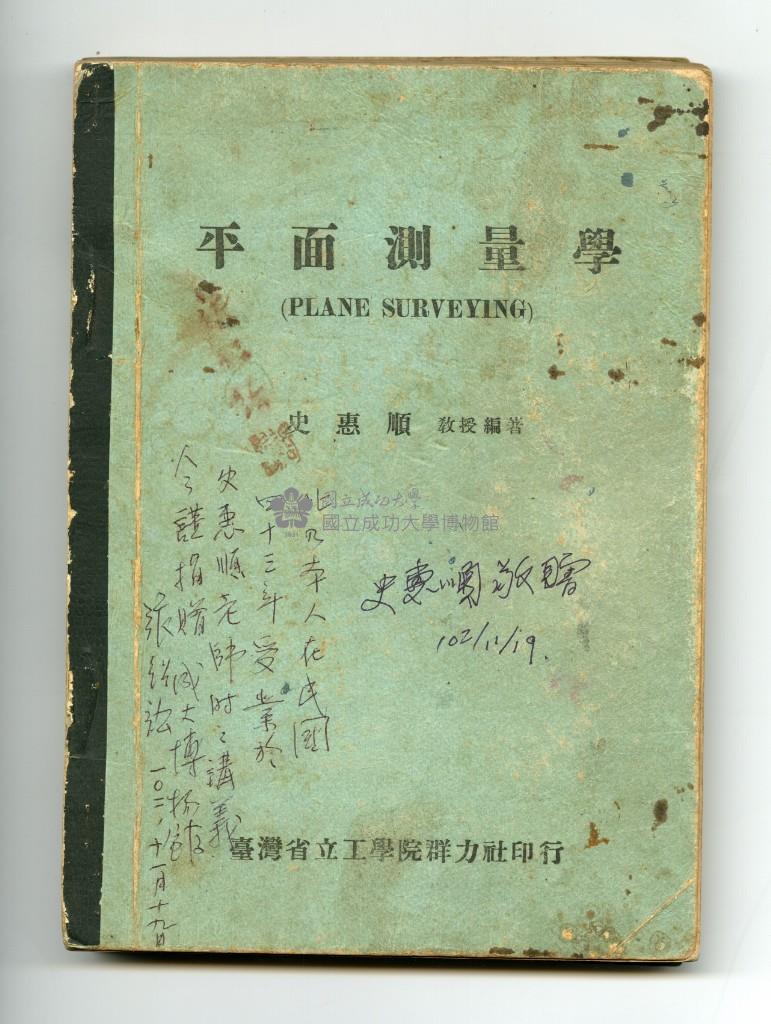 平面測量學
(PLANE SURVEYING)
史惠順 教授編著
國立成功大學
國立成功大學博物館
1931
史惠順敬贈
102/11/19.
本人在民國
四十三年受業於
史惠順老師時之講義
今謹捐贈成大博物館
張
一〇二、十一月十九日
臺灣省立工學院群力社印行